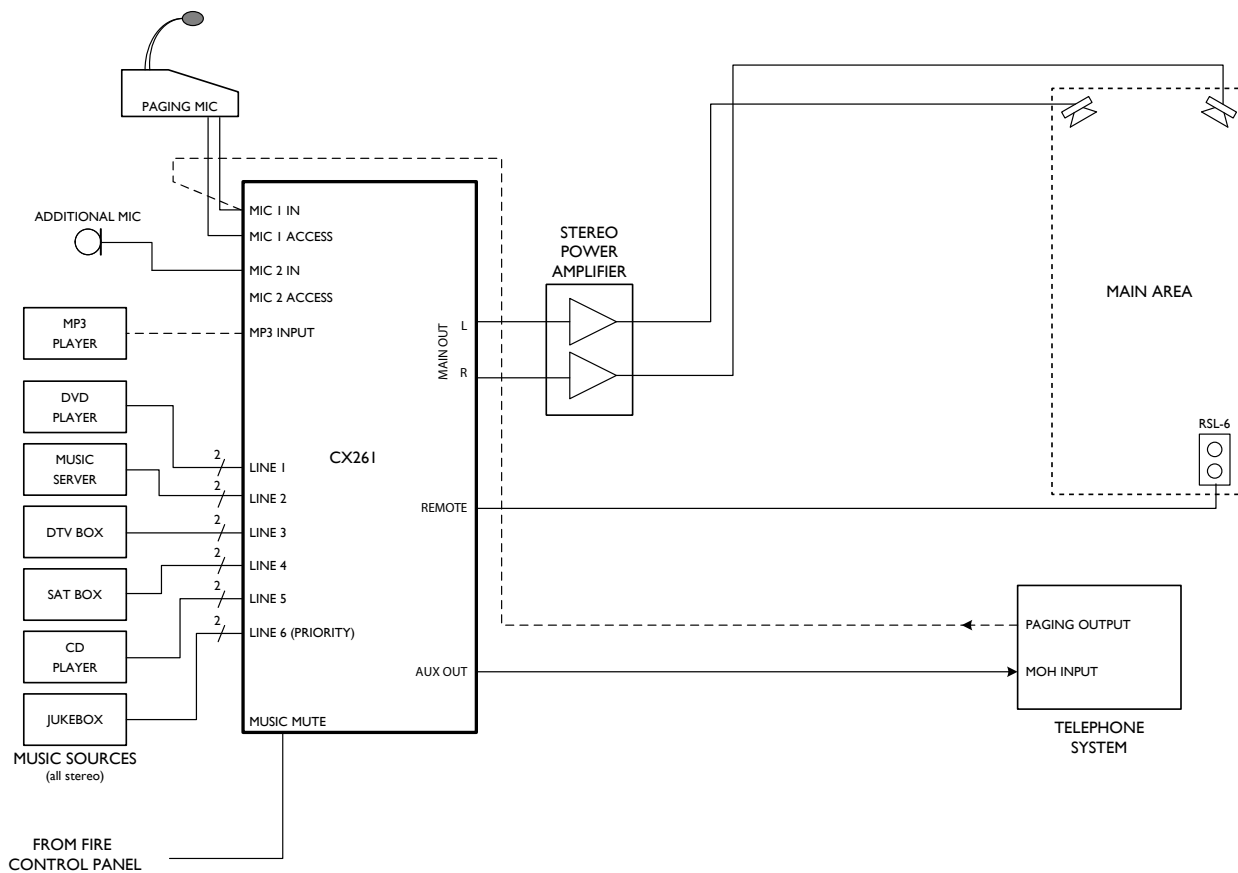 PAGING MIC
ADDITIONAL MIC
MIC 1 IN
MIC 1 ACCESS
MIC 2 IN
MIC 2 ACCESS
MP3 INPUT
MP3
PLAYER
DVD
PLAYER
MUSIC
SERVER
DTV BOX
SAT BOX
CD
PLAYER
JUKEBOX
MUSIC SOURCES
(all stereo)
2
LINE 1
2
LINE 2
2
LINE 3
2
LINE 4
2
LINE 5
2
LINE 6 (PRIORITY)
MUSIC MUTE
FROM FIRE
CONTROL PANEL
CX261
MAIN OUT
L
R
REMOTE
AUX OUT
STEREO
POWER
AMPLIFIER
MAIN AREA
RSL-6
PAGING OUTPUT
MOH INPUT
TELEPHONE
SYSTEM